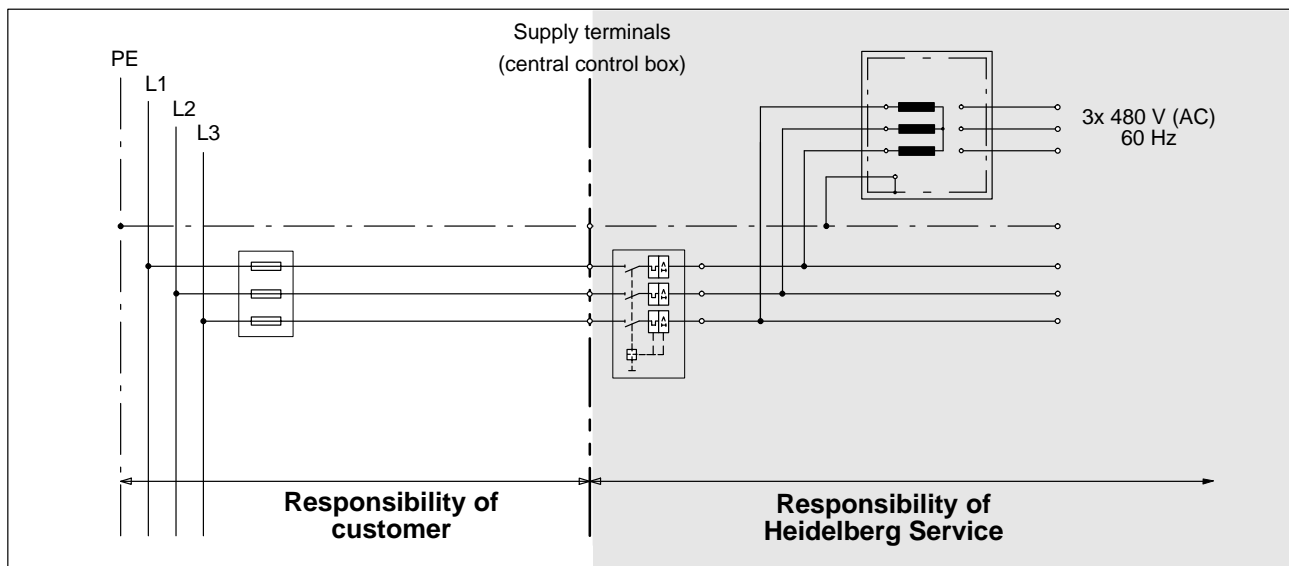 Supply terminals
(central control box)
PE
L1
L2
L3
3x 480 V (AC)
60 Hz
Responsibility of
customer
Responsibility of
Heidelberg Service